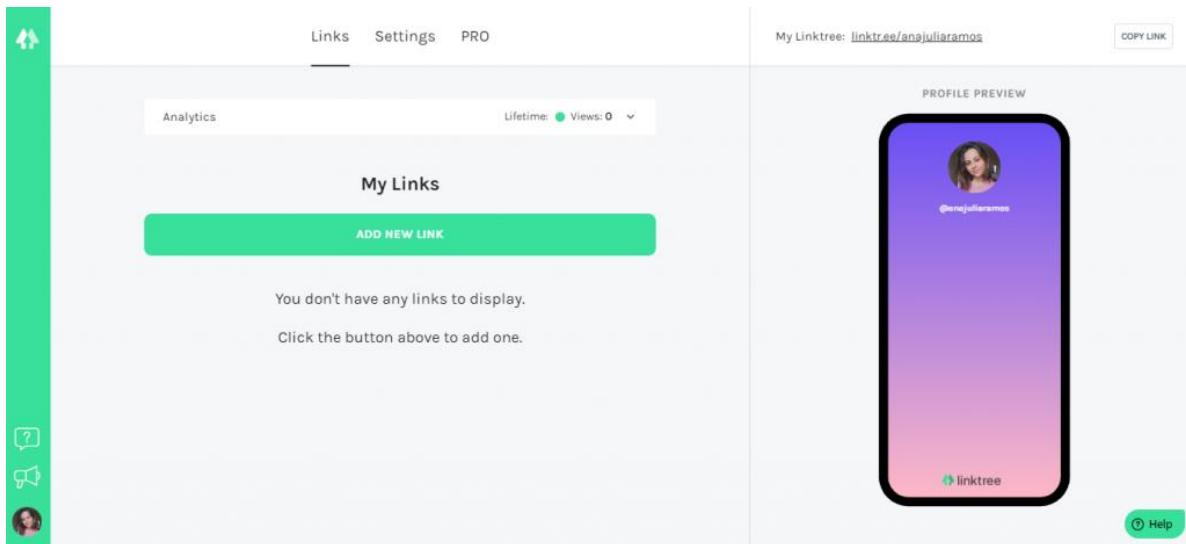 Links Settings PRO
My Linktree: linktr.ee/anajuliaramos
COPY LINK
Analytics
Lifetime: Views: 0
My Links
ADD NEW LINK
You don't have any links to display.
Click the button above to add one.
PROFILE PREVIEW
@anajuliaramos
linktree
?
? Help